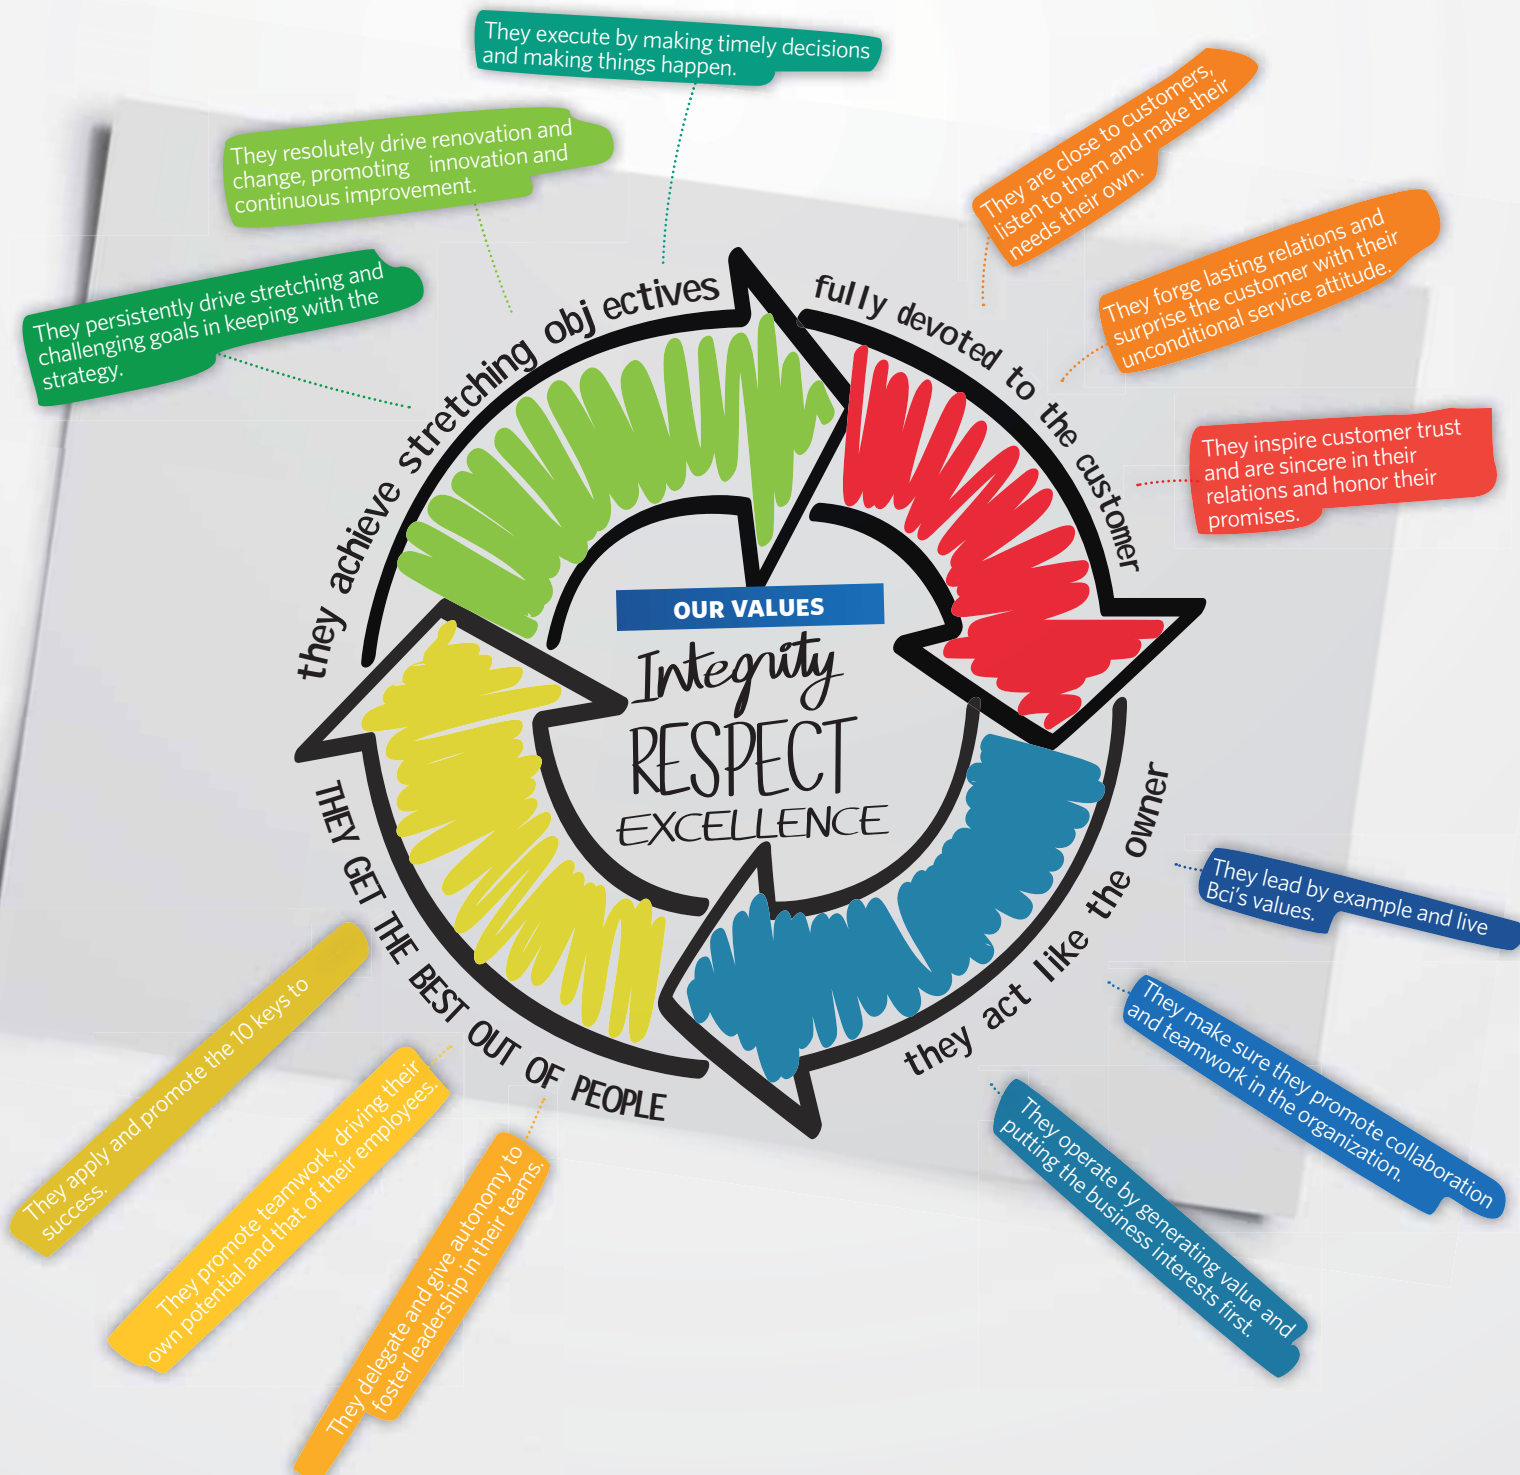 They execute by making timely decisions
and making things happen.
They resolutely drive renovation and
change, promoting innovation and
continuous improvement.
They persistently drive stretching and
challenging goals in keeping with the
strategy.
They are close to customers,
listen to them and make their
needs their own.
They forge lasting relations and
surprise the customer with their
unconditional service attitude.
They inspire customer trust
and are sincere in their
relations and honor their
promises.
they achieve stretching obj ectives
fully devoted to the customer
OUR VALUES
Integrity
RESPECT
EXCELLENCE
they act like the owner
THEY GET THE BEST OUT OF PEOPLE
They lead by example and live
Bci's values.
They make sure they promote collaboration
and teamwork in the organization.
They operate by generating value and
putting the business interests first.
They apply and promote the 10 keys to
success.
They promote teamwork, driving their
own potential and that of their employees.
They delegate and give autonomy to
foster leadership in their teams.